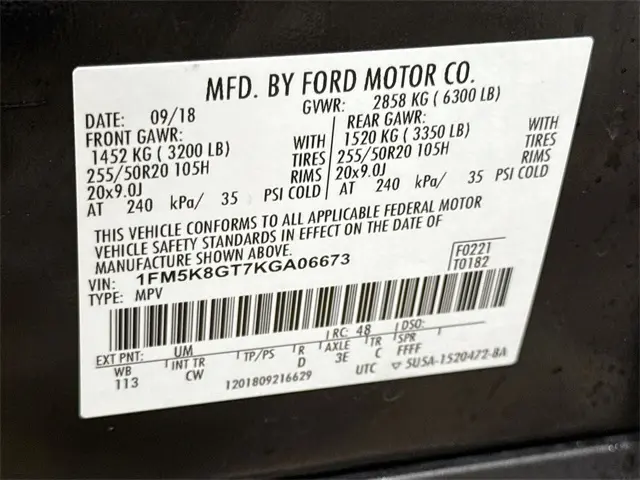 MFD. BY FORD MOTOR CO.
DATE: 09/18 GVWR: 2858 KG ( 6300 LB)
FRONT GAWR: REAR GAWR:
1452 KG ( 3200 LB) WITH 1520 KG ( 3350 LB) WITH
255/50R20 105H TIRES 255/50R20 105H TIRES
20x9.0J RIMS 20x9.0J RIMS
AT 240 kPa/ 35 PSI COLD AT 240 kPa/ 35 PSI COLD
THIS VEHICLE CONFORMS TO ALL APPLICABLE FEDERAL MOTOR
VEHICLE SAFETY STANDARDS IN EFFECT ON THE DATE OF
MANUFACTURE SHOWN ABOVE.
VIN: 1FM5K8GT7KGA06673 F0221
TYPE: MPV T0182
EXT PNT: UM RC: 48 DSO:
WB INT TR TP/PS R AXLE TR SPR
113 CW D 3E C FFFF
1201809216629 UTC ▽ 5U5A-1520472-BA